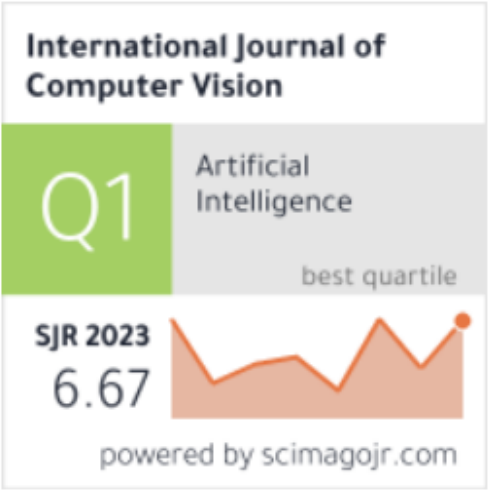 International Journal of
Computer Vision
Q1
Artificial
Intelligence
best quartile
SJR 2023
6.67
powered by scimagojr.com